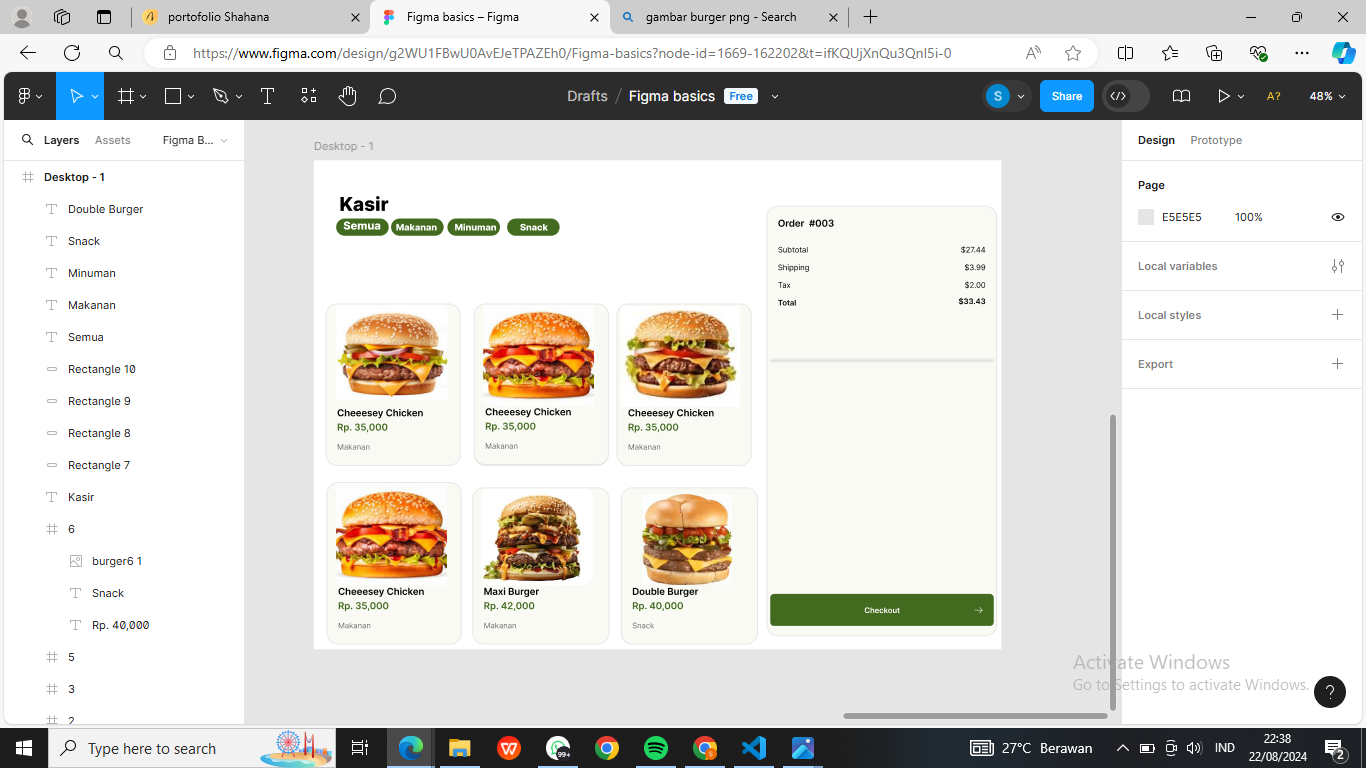 portofolio Shahana
Figma basics – Figma
gambar burger png - Search
https://www.figma.com/design/g2WU1FBwU0AvEJeTPAZEh0/Figma-basics?node-id=1669-162202&t=ifKQUjXnQu3QnI5i-0
Drafts / Figma basics Free
S
Share
A?
48%
Layers Assets Figma B...
Desktop - 1
Double Burger
Snack
Minuman
Makanan
Semua
Rectangle 10
Rectangle 9
Rectangle 8
Rectangle 7
Kasir
6
burger6 1
Snack
Rp. 40,000
5
3
2
Desktop - 1
Kasir
Semua Makanan Minuman Snack
Cheeesey Chicken
Rp. 35,000
Makanan
Cheeesey Chicken
Rp. 35,000
Makanan
Cheeesey Chicken
Rp. 35,000
Makanan
Cheeesey Chicken
Rp. 35,000
Makanan
Maxi Burger
Rp. 42,000
Makanan
Double Burger
Rp. 40,000
Snack
Order #003
Subtotal $27.44
Shipping $3.99
Tax $2.00
Total $33.43
Checkout
Design Prototype
Page
E5E5E5 100%
Local variables
Local styles
Export
Activate Windows
Go to Settings to activate Windows.
?
Type here to search
99+
27°C Berawan
IND
22:38
22/08/2024
2